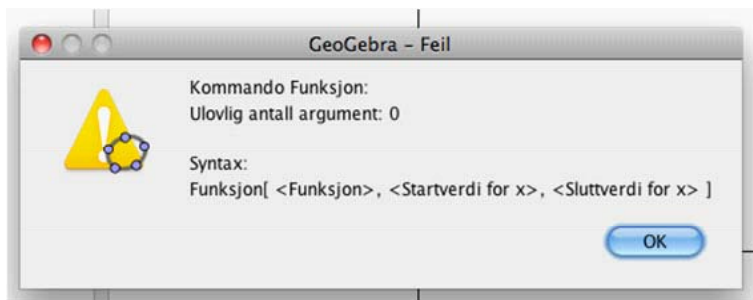 GeoGebra – Feil
Kommando Funksjon:
Ulovlig antall argument: 0
Syntax:
Funksjon[ <Funksjon>, <Startverdi for x>, <Sluttverdi for x> ]
OK